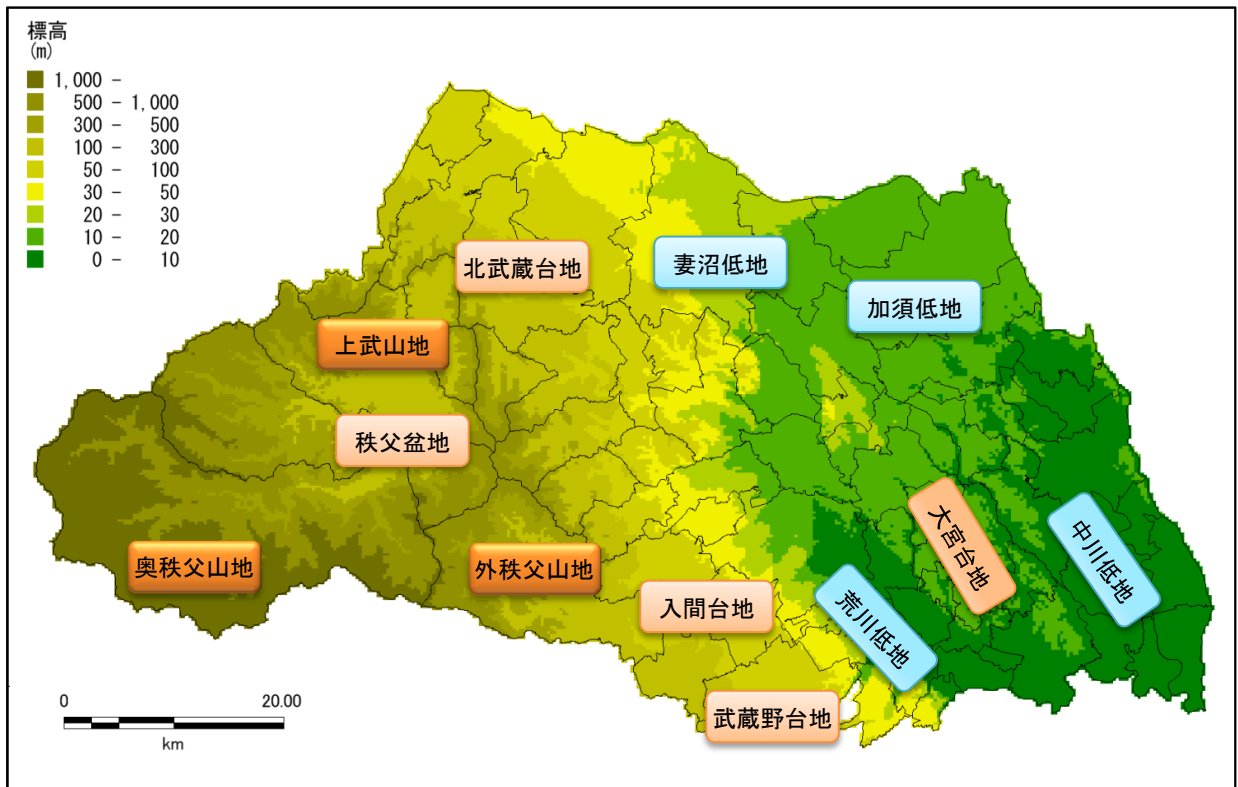 標高
(m)
1,000 -
500 - 1,000
300 - 500
100 - 300
50 - 100
30 - 50
20 - 30
10 - 20
0 - 10
北武蔵台地
妻沼低地
加須低地
上武山地
秩父盆地
大宮台地
中川低地
奥秩父山地
外秩父山地
入間台地
荒川低地
武蔵野台地
0 20.00
km